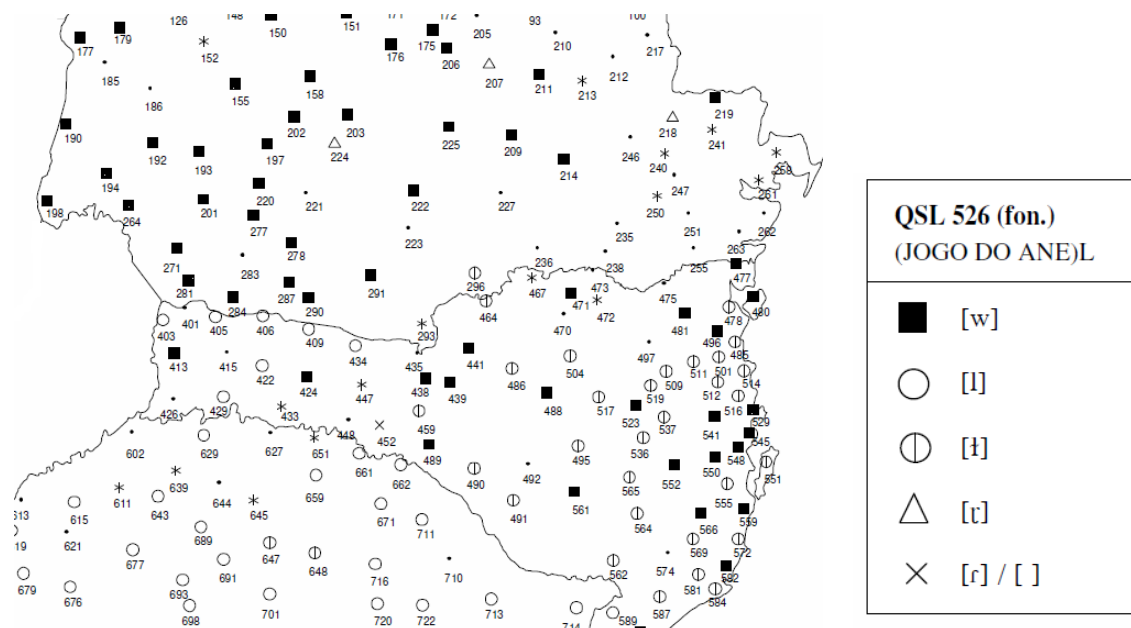 126 148 150 151 171 172 205 93 100
177 179 152 176 175 206 210 217
185 186 155 158 207 211 213 212
190 202 203 219
192 193 197 224 225 209 214 246 218 241
194 240 247 259
198 264 201 220 221 222 227 250 261
277 223 235 251 262
271 278 283 236 238 255 263
281 284 287 290 291 296 467 473 475 477
401 464 471 472 478 480
403 405 406 409 293 470 481 496
413 415 434 435 441 497 485
422 424 447 438 439 486 504 509 511 501 514
426 429 433 488 517 519 512 516
602 629 627 448 452 459 523 537 529
651 489 495 536 541 545
639 661 662 490 492 548
611 643 644 645 659 552 550 551
613 615 671 491 561 565 555
19 621 689 711 564 566 559
677 691 647 648 716 710 569 572
679 676 693 562 574 582
698 701 720 722 713 714 589 587 581 584
QSL 526 (fon.)
(JOGO DO ANE)L
[w]
[l]
[ɫ]
[ɽ]
[ɾ] / [ ]